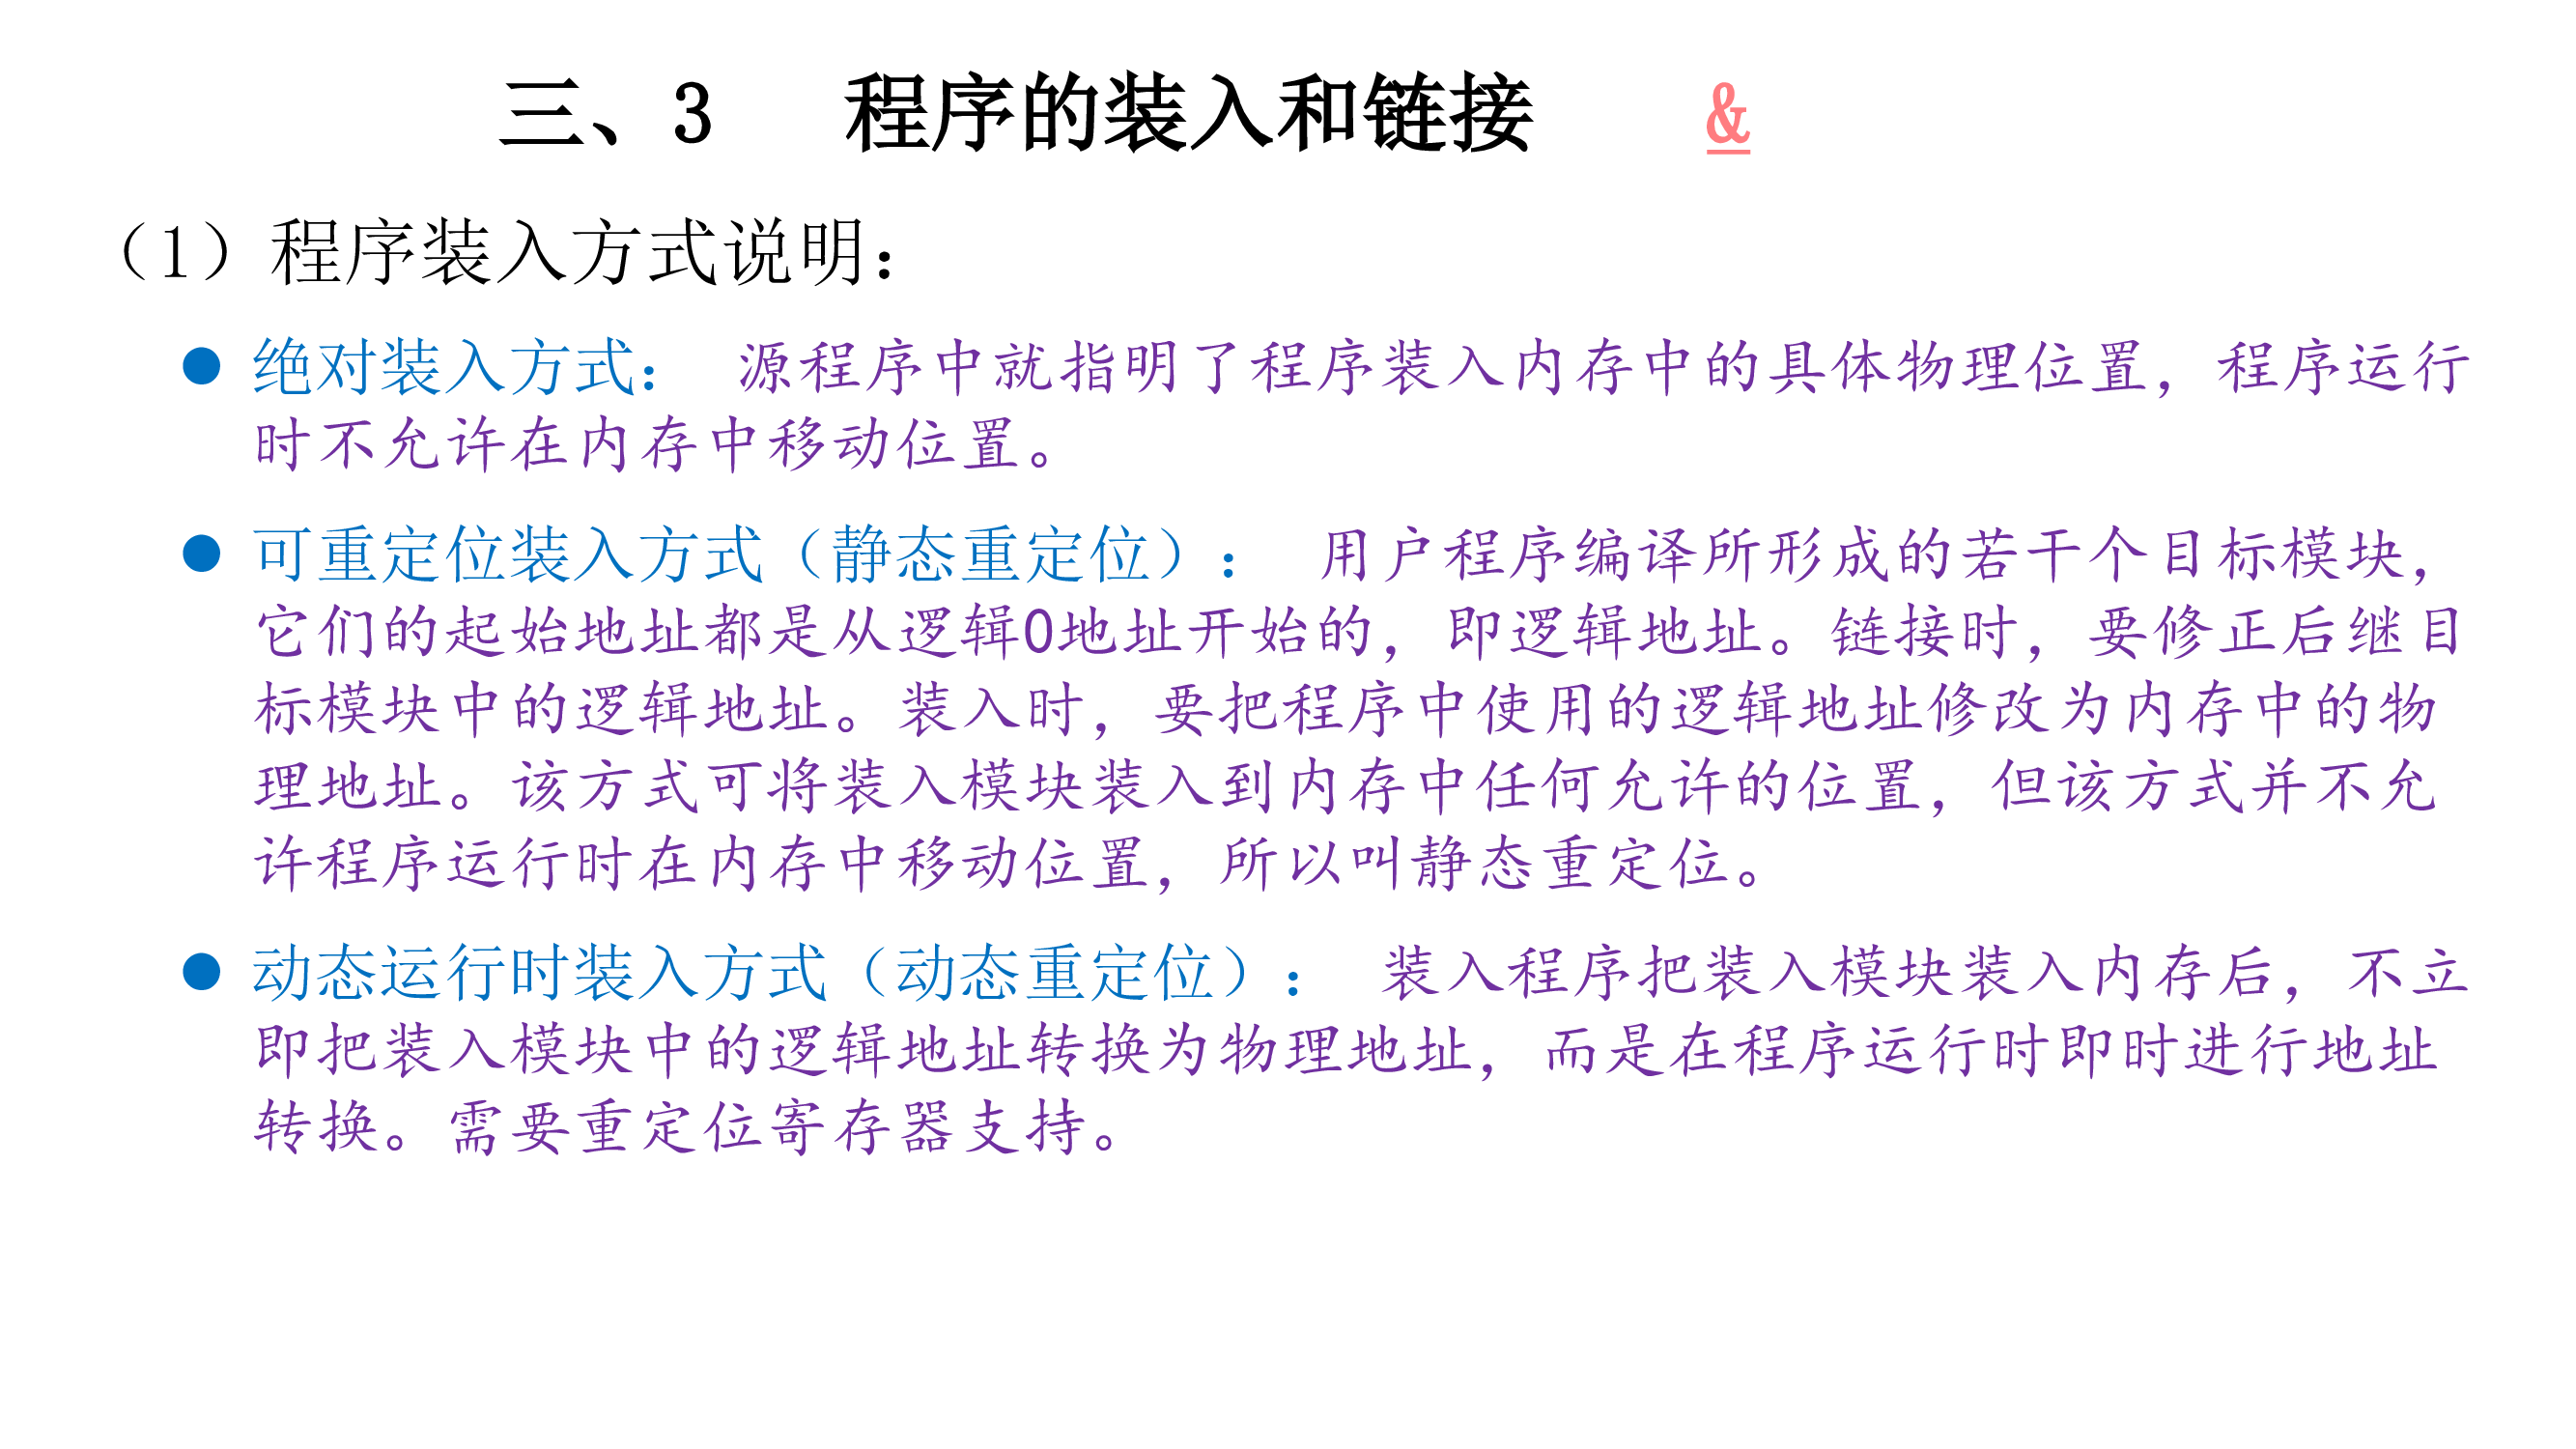 三、3 程序的装入和链接 &
（1）程序装入方式说明：
● 绝对装入方式： 源程序中就指明了程序装入内存中的具体物理位置，程序运行
时不允许在内存中移动位置。
● 可重定位装入方式（静态重定位）： 用户程序编译所形成的若干个目标模块，
它们的起始地址都是从逻辑0地址开始的，即逻辑地址。链接时，要修正后继目
标模块中的逻辑地址。装入时，要把程序中使用的逻辑地址修改为内存中的物
理地址。该方式可将装入模块装入到内存中任何允许的位置，但该方式并不允
许程序运行时在内存中移动位置，所以叫静态重定位。
● 动态运行时装入方式（动态重定位）： 装入程序把装入模块装入内存后，不立
即把装入模块中的逻辑地址转换为物理地址，而是在程序运行时即时进行地址
转换。需要重定位寄存器支持。